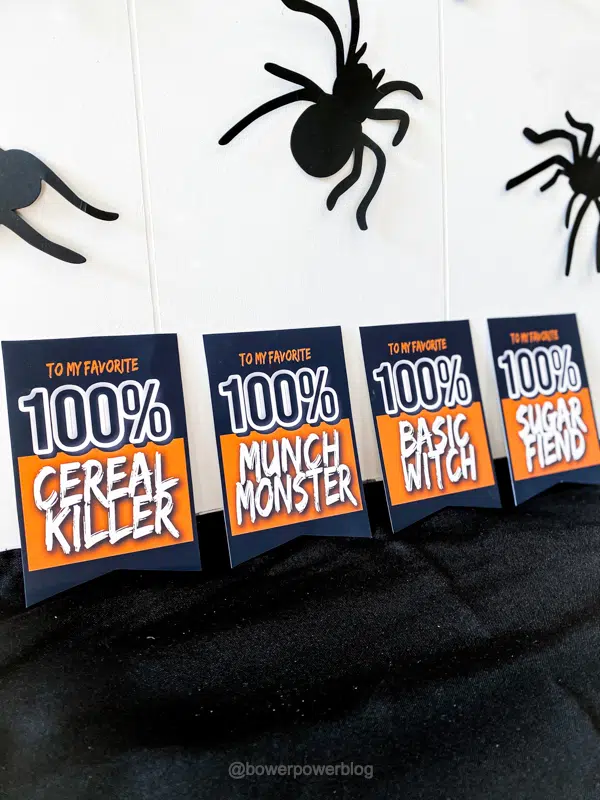 TO MY FAVORITE
100%
CEREAL
KILLER
TO MY FAVORITE
100%
MUNCH
MONSTER
TO MY FAVORITE
100%
BASIC
WITCH
TO MY FAVORITE
100%
SUGAR
FIEND
@bowerpowerblog